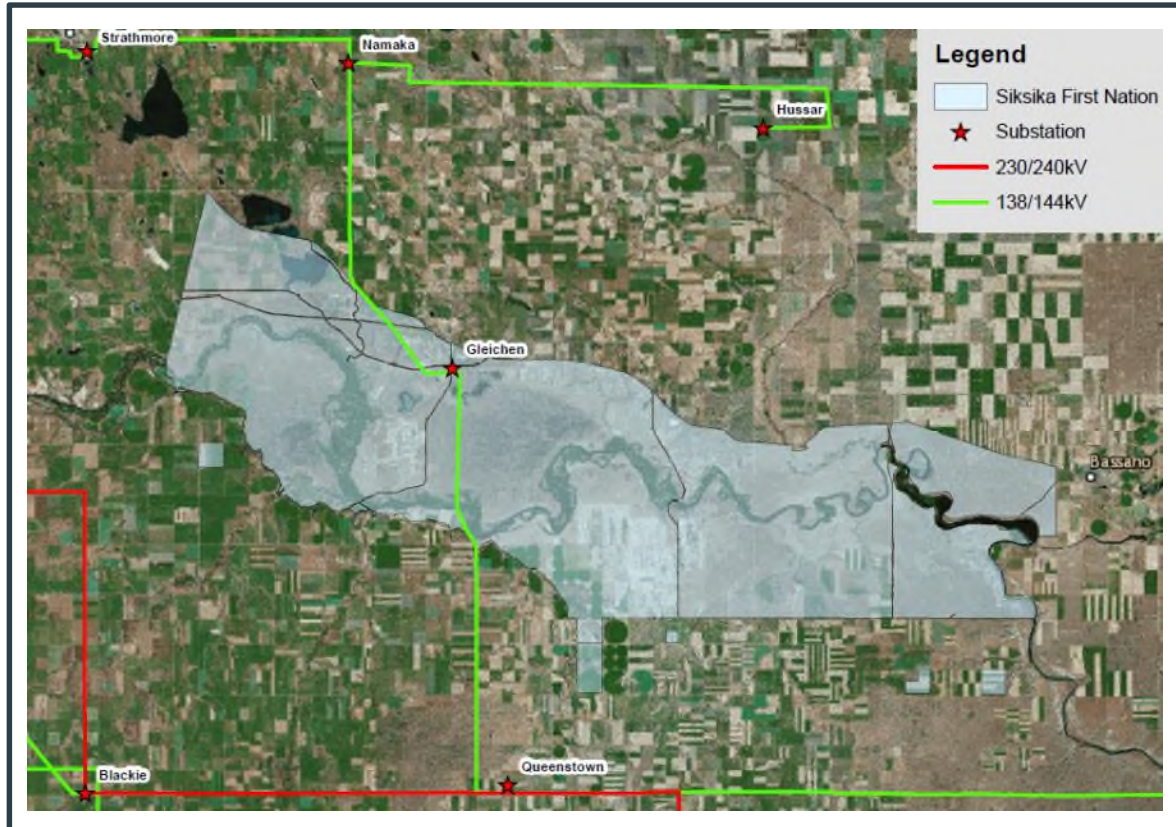 Strathmore
Namaka
Hussar
Legend
Siksika First Nation
Substation
230/240kV
138/144kV
Gleichen
Bassano
Blackie
Queenstown